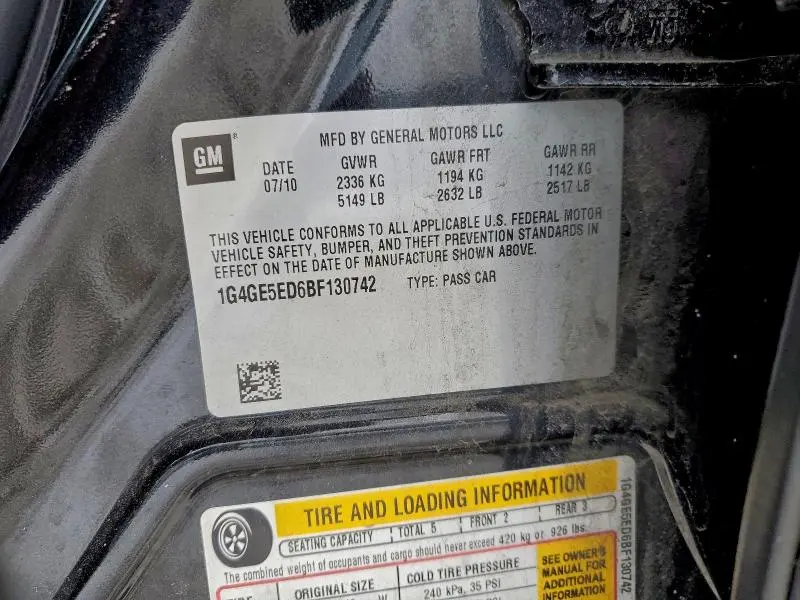 GM
MFD BY GENERAL MOTORS LLC
DATE GVWR GAWR FRT GAWR RR
07/10 2336 KG 1194 KG 1142 KG
5149 LB 2632 LB 2517 LB
THIS VEHICLE CONFORMS TO ALL APPLICABLE U.S. FEDERAL MOTOR
VEHICLE SAFETY, BUMPER, AND THEFT PREVENTION STANDARDS IN
EFFECT ON THE DATE OF MANUFACTURE SHOWN ABOVE.
1G4GE5ED6BF130742 TYPE: PASS CAR
TIRE AND LOADING INFORMATION
SEATING CAPACITY TOTAL 5 FRONT 2 REAR 3
The combined weight of occupants and cargo should never exceed 420 kg or 926 lbs.
ORIGINAL SIZE COLD TIRE PRESSURE
240 kPa, 35 PSI
SEE OWNER'S
MANUAL FOR
ADDITIONAL
INFORMATION
1G4GE5ED6BF130742